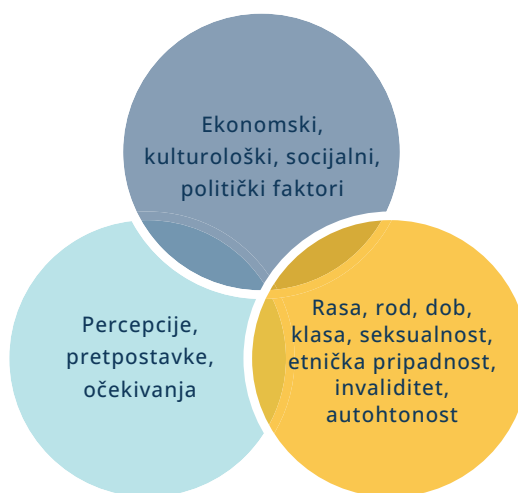 Ekonomski,
kulturološki, socijalni,
politički faktori
Percepcije,
pretpostavke,
očekivanja
Rasa, rod, dob,
klasa, seksualnost,
etnička pripadnost,
invaliditet,
autohtonost